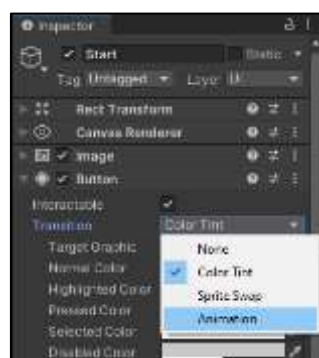 Inspector
Start Static
Tag Untagged Layer UI
Rect Transform
Canvas Renderer
Image
Button
Interactable
Transition Color Tint
Target Graphic None
Normal Color Color Tint
Highlighted Color Sprite Swap
Pressed Color Animation
Selected Color
Disabled Color